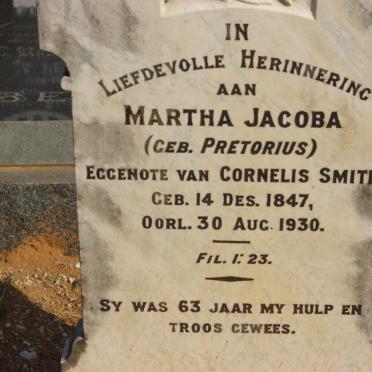 IN
LIEFDEVOLLE HERINNERING
AAN
MARTHA JACOBA
(GEB. PRETORIUS)
EGGENOTE VAN CORNELIS SMIT
GEB. 14 DES. 1847,
OORL. 30 AUG. 1930.
FIL. 1: 23.
SY WAS 63 JAAR MY HULP EN
TROOS GEWEES.